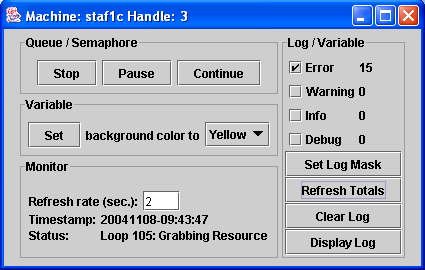 Machine: staf1c Handle: 3
Queue / Semaphore
Stop Pause Continue
Variable
Set background color to Yellow
Monitor
Refresh rate (sec.): 2
Timestamp: 20041108-09:43:47
Status: Loop 105: Grabbing Resource
Log / Variable
Error 15
Warning 0
Info 0
Debug 0
Set Log Mask
Refresh Totals
Clear Log
Display Log